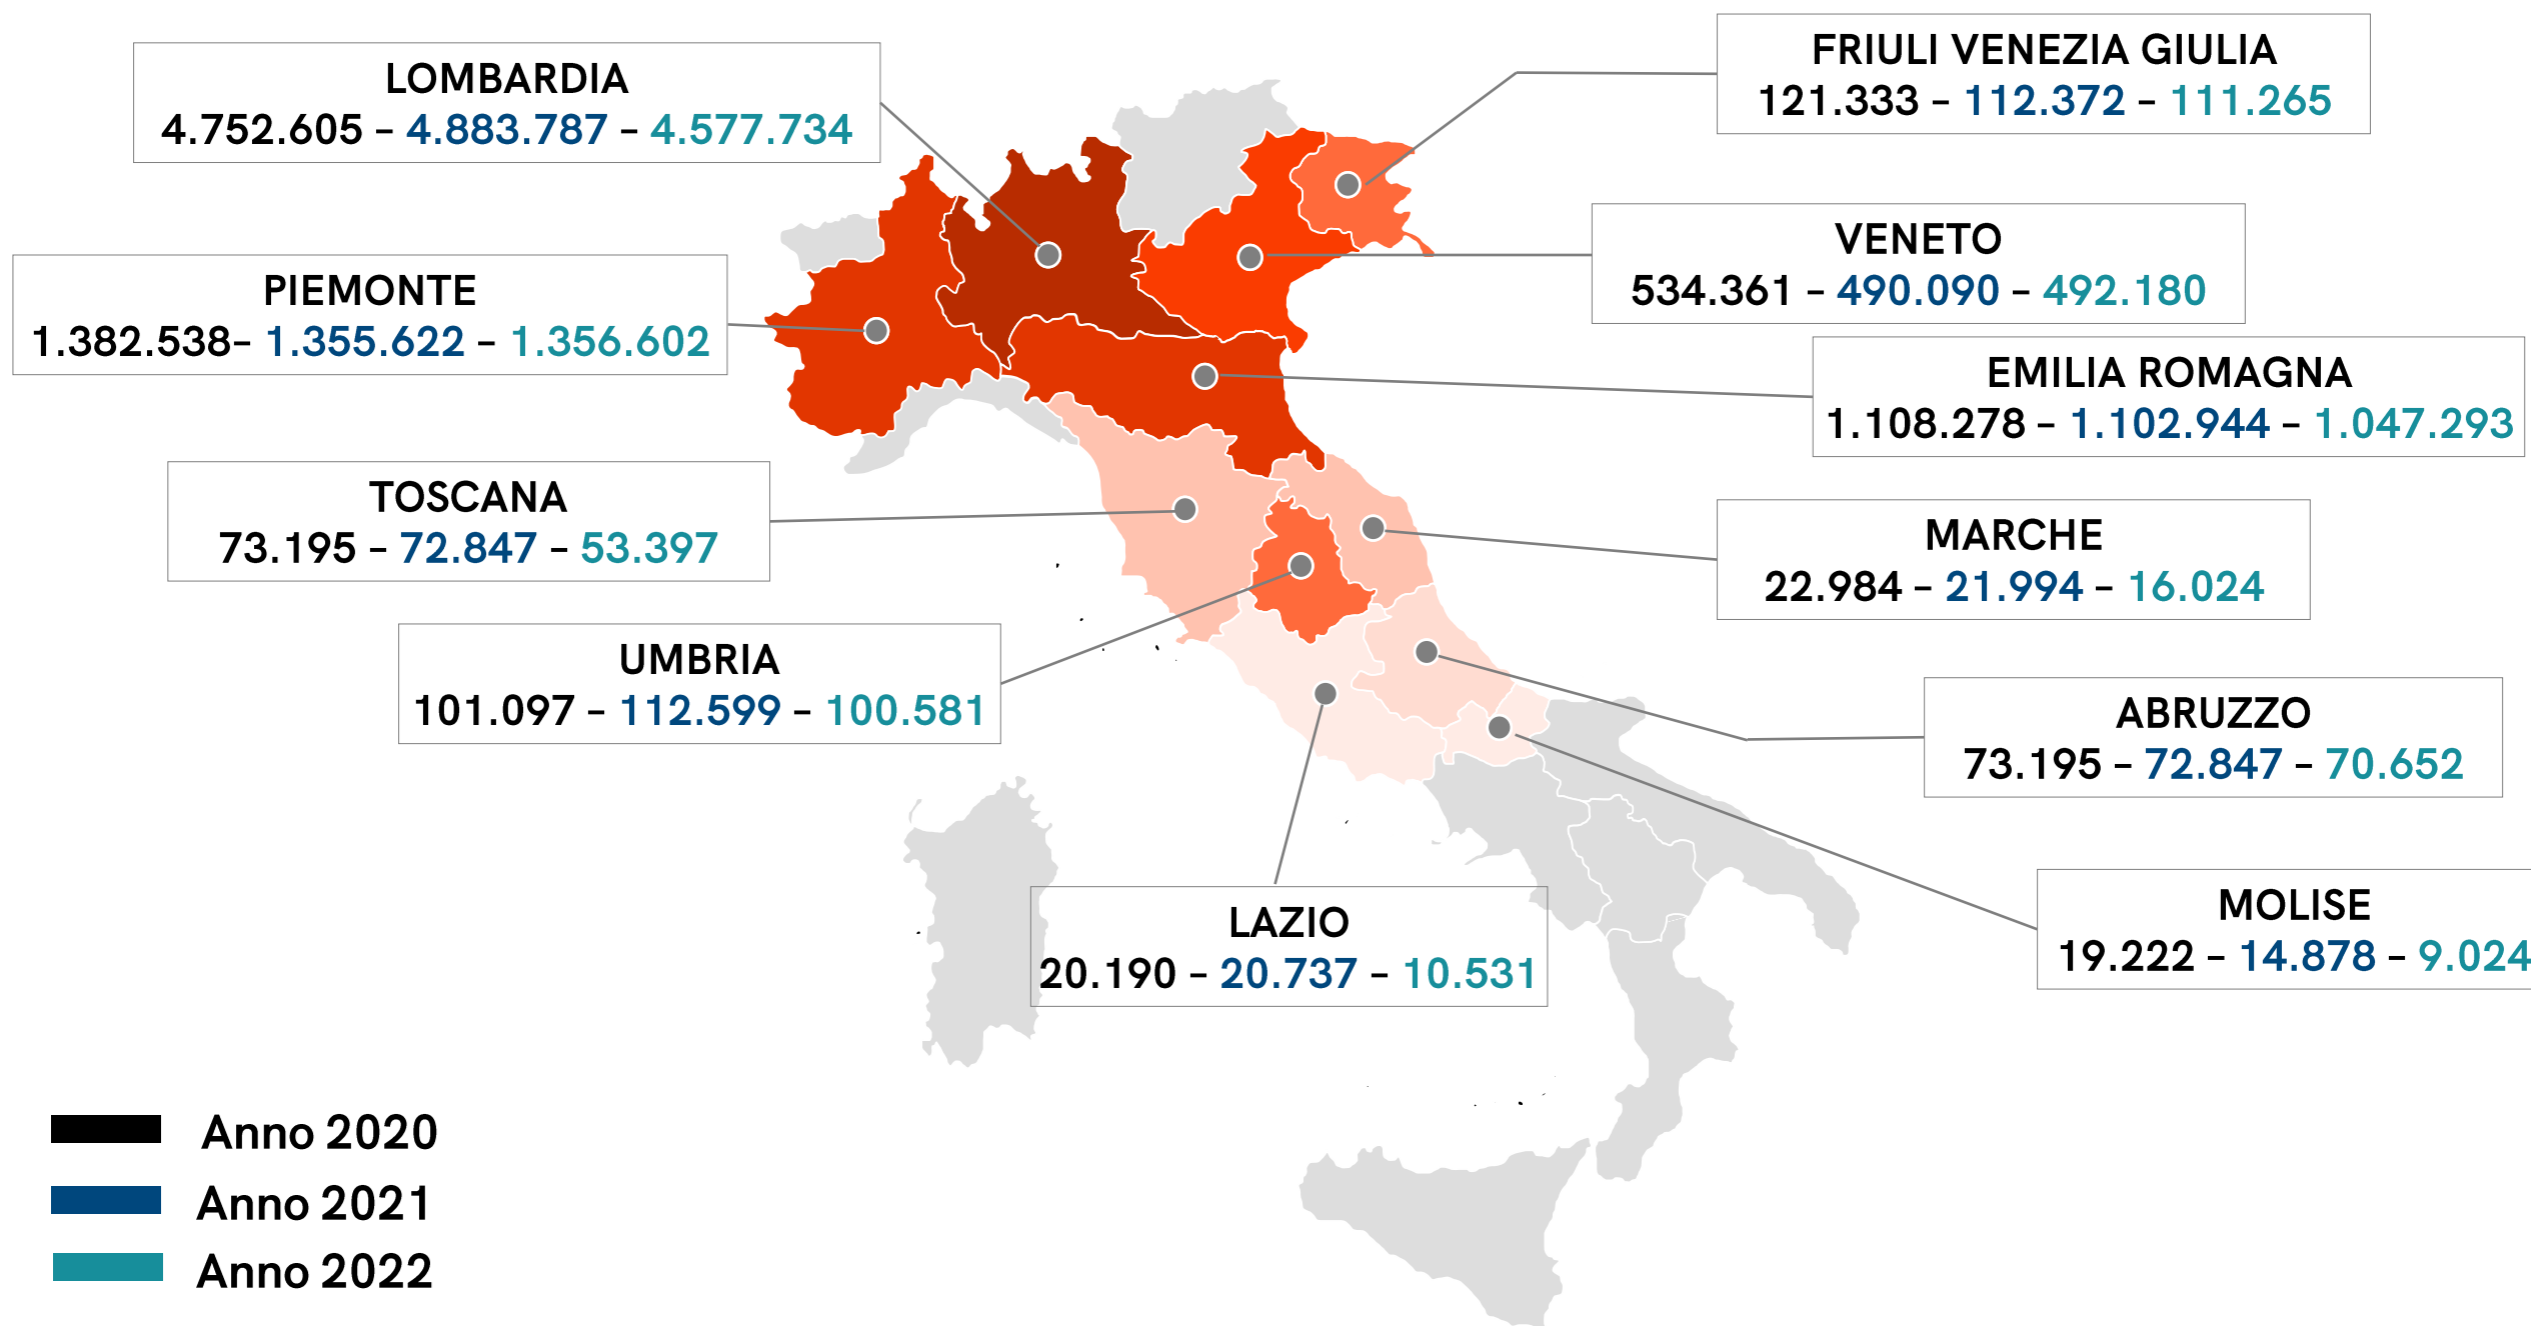 LOMBARDIA
4.752.605 – 4.883.787 – 4.577.734
FRIULI VENEZIA GIULIA
121.333 – 112.372 – 111.265
VENETO
534.361 – 490.090 – 492.180
PIEMONTE
1.382.538– 1.355.622 – 1.356.602
EMILIA ROMAGNA
1.108.278 – 1.102.944 – 1.047.293
TOSCANA
73.195 – 72.847 – 53.397
MARCHE
22.984 – 21.994 – 16.024
UMBRIA
101.097 – 112.599 – 100.581
ABRUZZO
73.195 – 72.847 – 70.652
LAZIO
20.190 – 20.737 – 10.531
MOLISE
19.222 – 14.878 – 9.024
Anno 2020
Anno 2021
Anno 2022